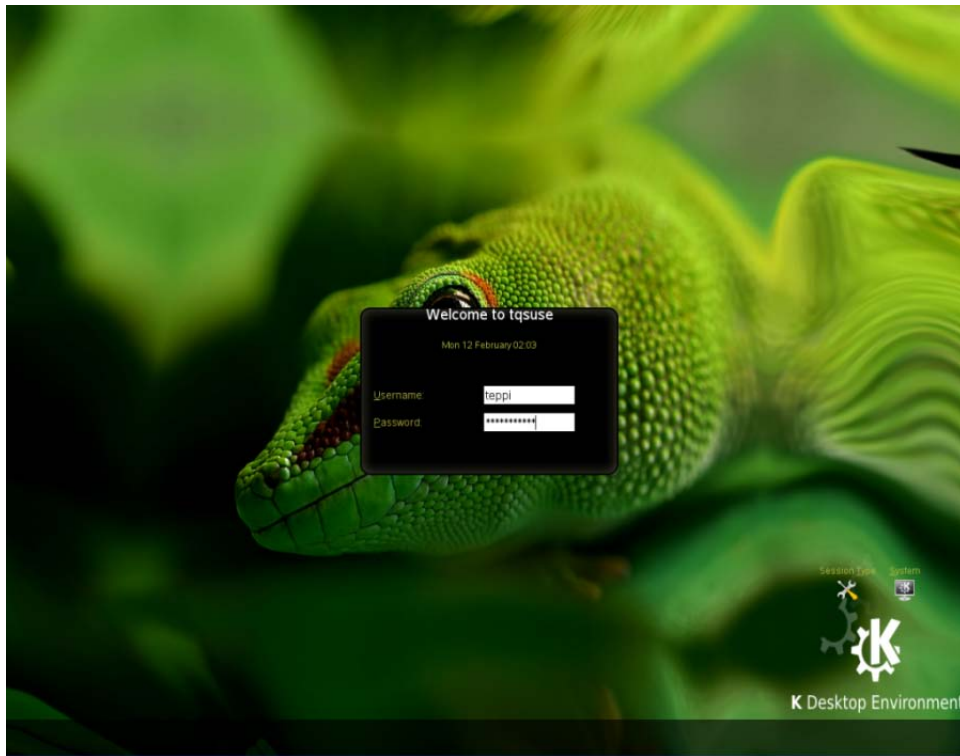 Welcome to tqsuse
Mon 12 February 02:03
Username:
teppi
Password:
***********
Session Type
System
K Desktop Environment